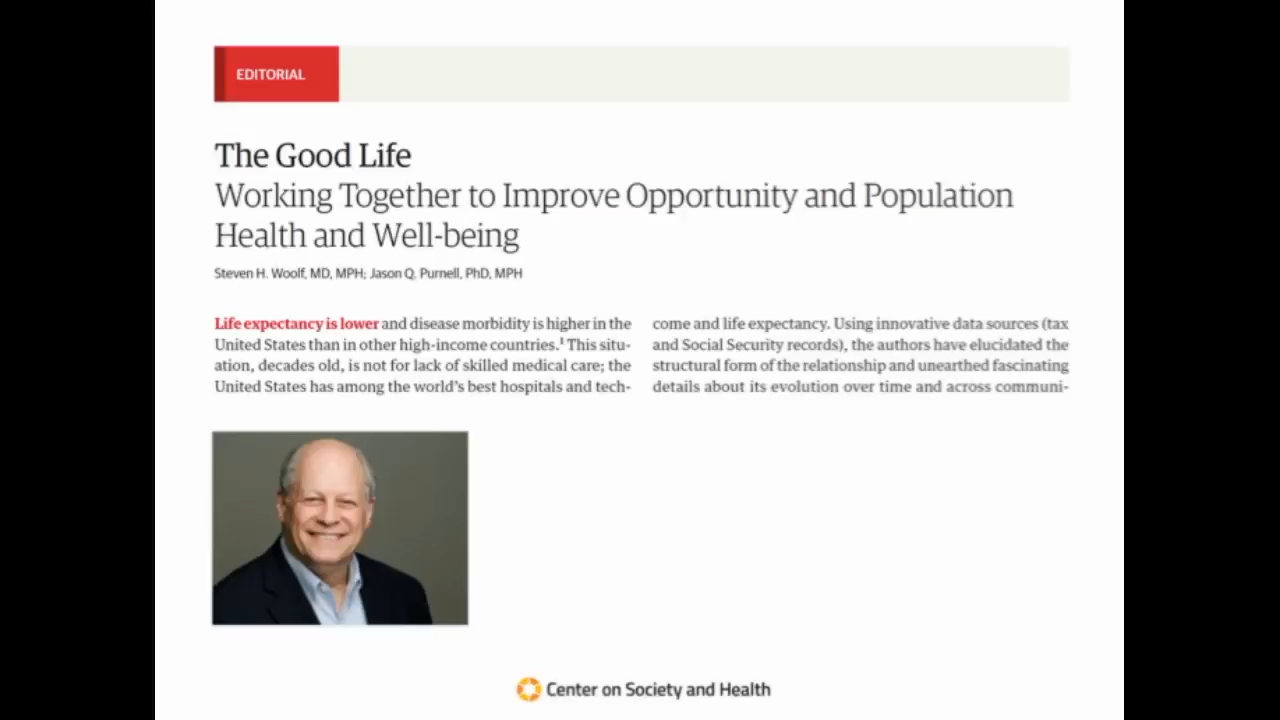 EDITORIAL
The Good Life
Working Together to Improve Opportunity and Population
Health and Well-being
Steven H. Woolf, MD, MPH; Jason Q. Purnell, PhD, MPH
Life expectancy is lower and disease morbidity is higher in the
United States than in other high-income countries.¹ This situ-
ation, decades old, is not for lack of skilled medical care; the
United States has among the world's best hospitals and tech-
come and life expectancy. Using innovative data sources (tax
and Social Security records), the authors have elucidated the
structural form of the relationship and unearthed fascinating
details about its evolution over time and across communi-
Center on Society and Health